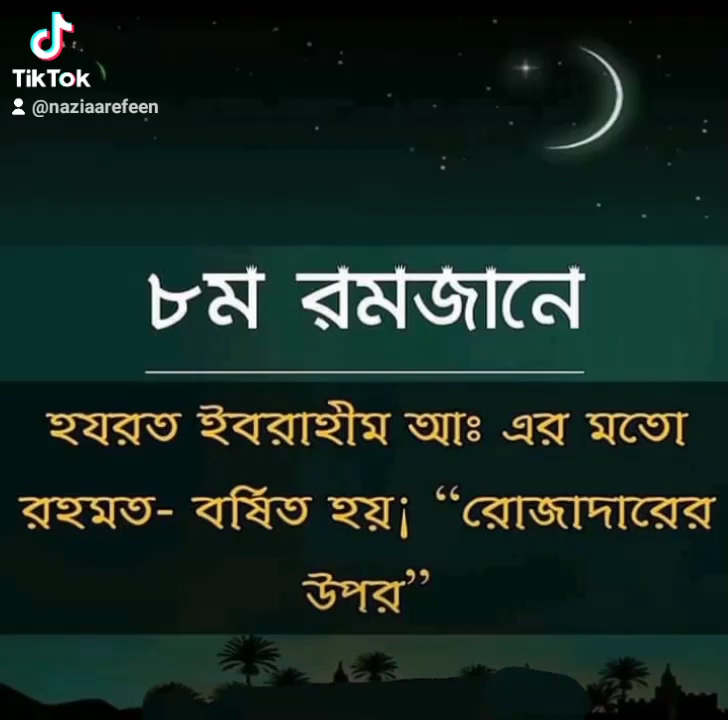 TikTok
@naziaarefeen
৮ম রমজানে
হযরত ইবরাহীম আঃ এর মতো
রহমত- বর্ষিত হয়¡ “রোজাদারের
উপর”